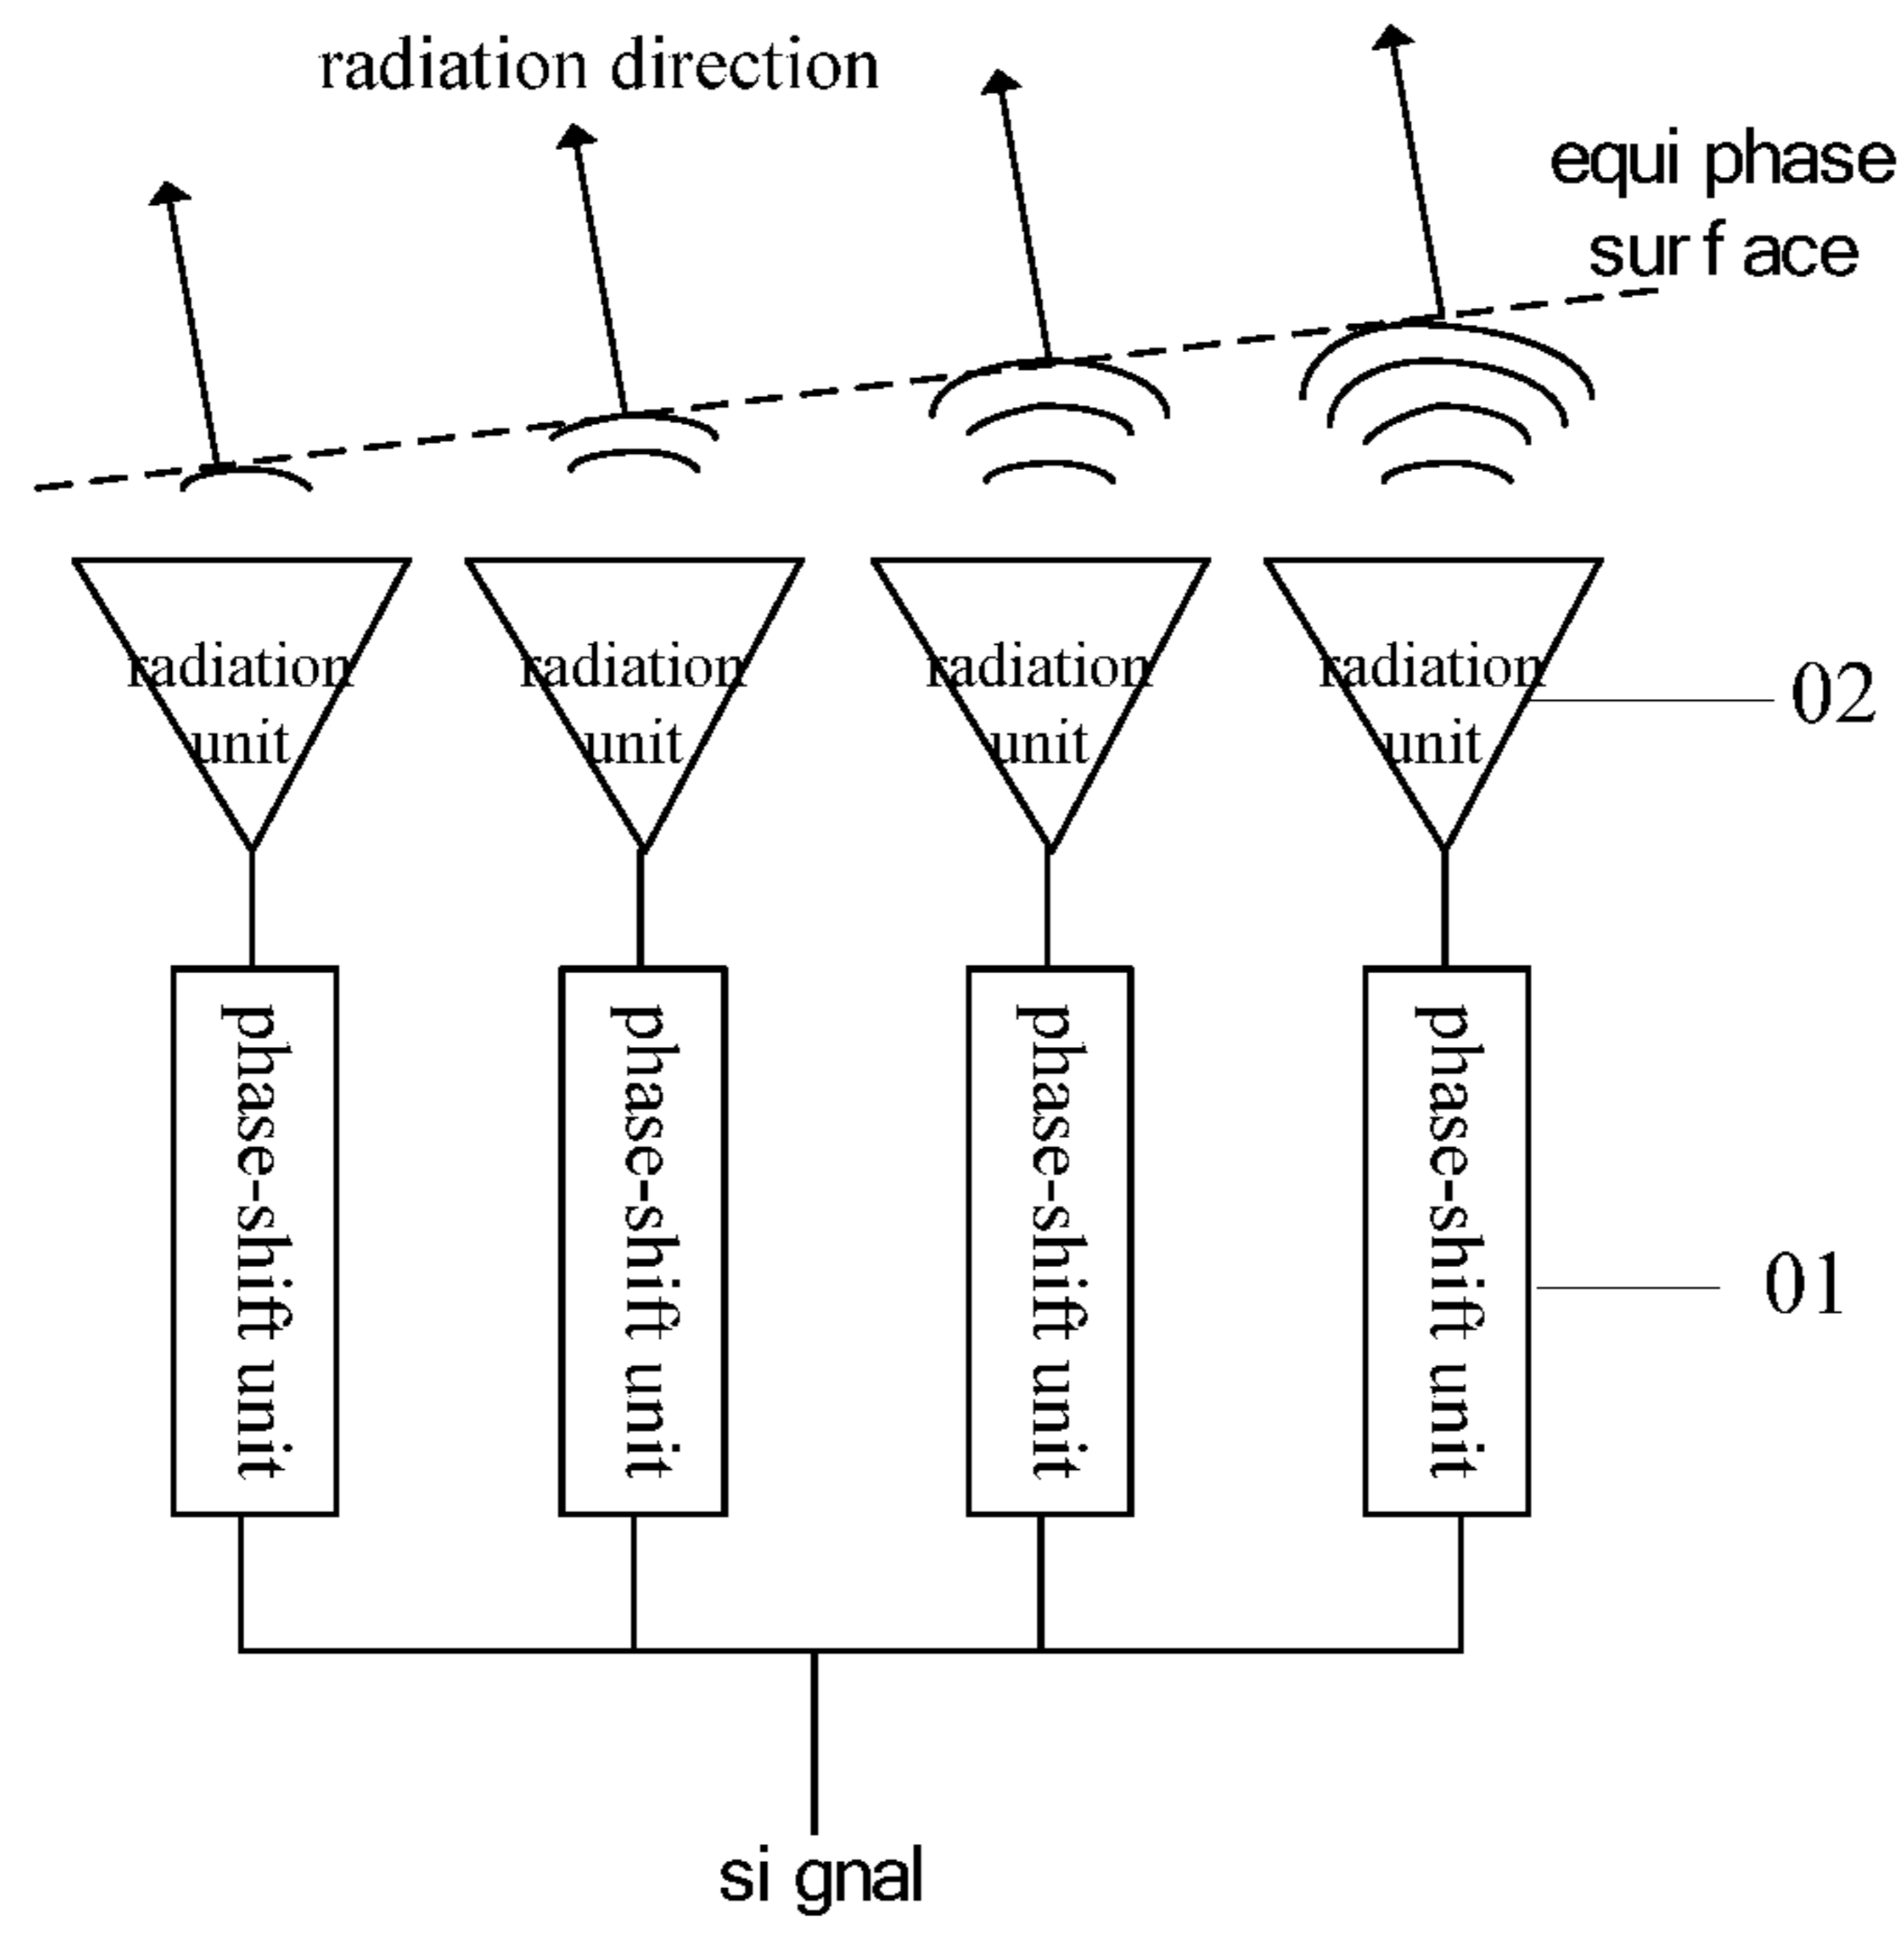 radiation direction
equi phase
surf ace
radiation
unit
radiation
unit
radiation
unit
radiation
unit
02
phase-shift unit
phase-shift unit
phase-shift unit
phase-shift unit
01
si gnal